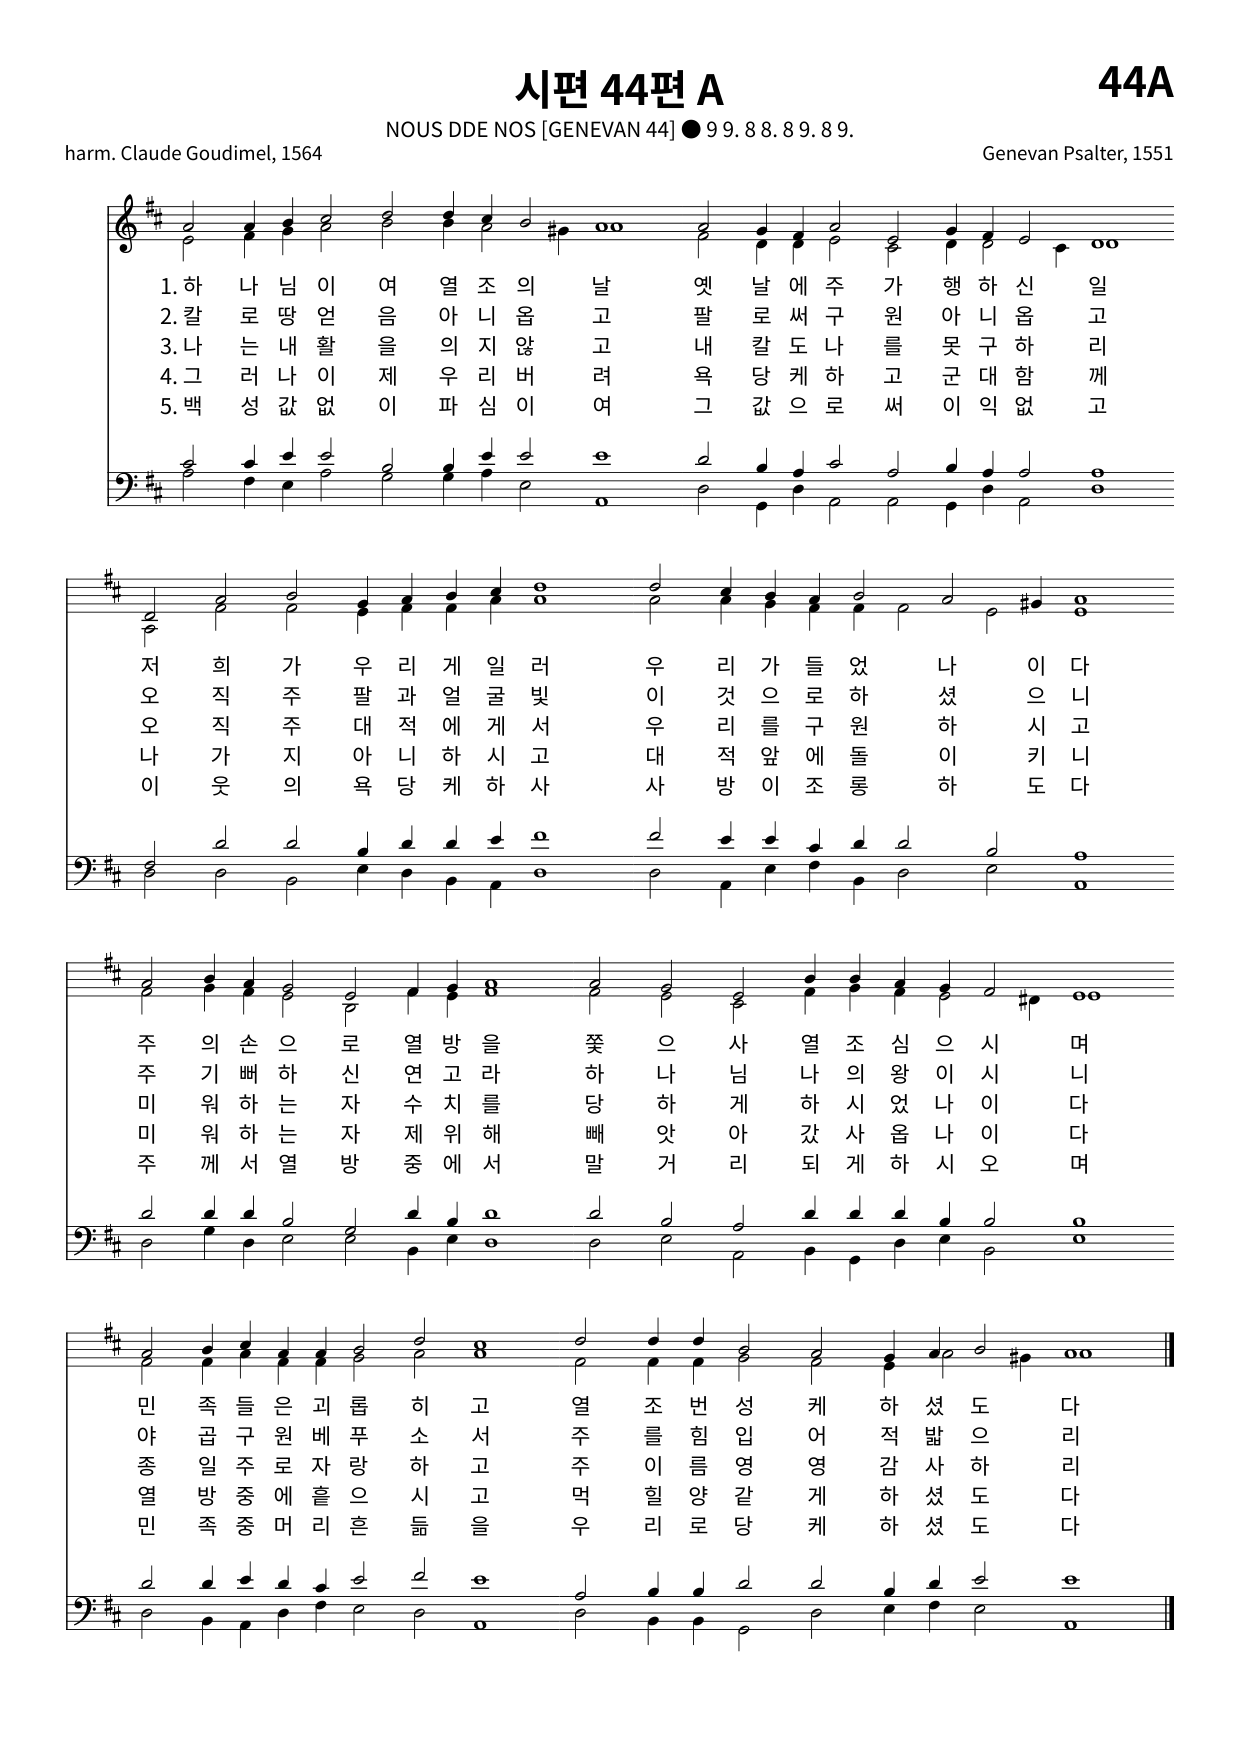 시편 44편 A
44A
NOUS DDE NOS [GENEVAN 44] ● 9 9. 8 8. 8 9. 8 9.
harm. Claude Goudimel, 1564
Genevan Psalter, 1551
1. 하 나 님 이 여 열 조 의 날 옛 날 에 주 가 행 하 신 일
2. 칼 로 땅 얻 음 아 니 옵 고 팔 로 써 구 원 아 니 옵 고
3. 나 는 내 활 을 의 지 않 고 내 칼 도 나 를 못 구 하 리
4. 그 러 나 이 제 우 리 버 려 욕 당 케 하 고 군 대 함 께
5. 백 성 값 없 이 파 심 이 여 그 값 으 로 써 이 익 없 고
저 희 가 우 리 게 일 러 우 리 가 들 었 나 이 다
오 직 주 팔 과 얼 굴 빛 이 것 으 로 하 셨 으 니
오 직 주 대 적 에 게 서 우 리 를 구 원 하 시 고
나 가 지 아 니 하 시 고 대 적 앞 에 돌 이 키 니
이 웃 의 욕 당 케 하 사 사 방 이 조 롱 하 도 다
주 의 손 으 로 열 방 을 쫓 으 사 열 조 심 으 시 며
주 기 뻐 하 신 연 고 라 하 나 님 나 의 왕 이 시 니
미 워 하 는 자 수 치 를 당 하 게 하 시 었 나 이 다
미 워 하 는 자 제 위 해 빼 앗 아 갔 사 옵 나 이 다
주 께 서 열 방 중 에 서 말 거 리 되 게 하 시 오 며
민 족 들 은 괴 롭 히 고 열 조 번 성 케 하 셨 도 다
야 곱 구 원 베 푸 소 서 주 를 힘 입 어 적 밟 으 리
종 일 주 로 자 랑 하 고 주 이 름 영 영 감 사 하 리
열 방 중 에 흩 으 시 고 먹 힐 양 같 게 하 셨 도 다
민 족 중 머 리 흔 듦 을 우 리 로 당 케 하 셨 도 다